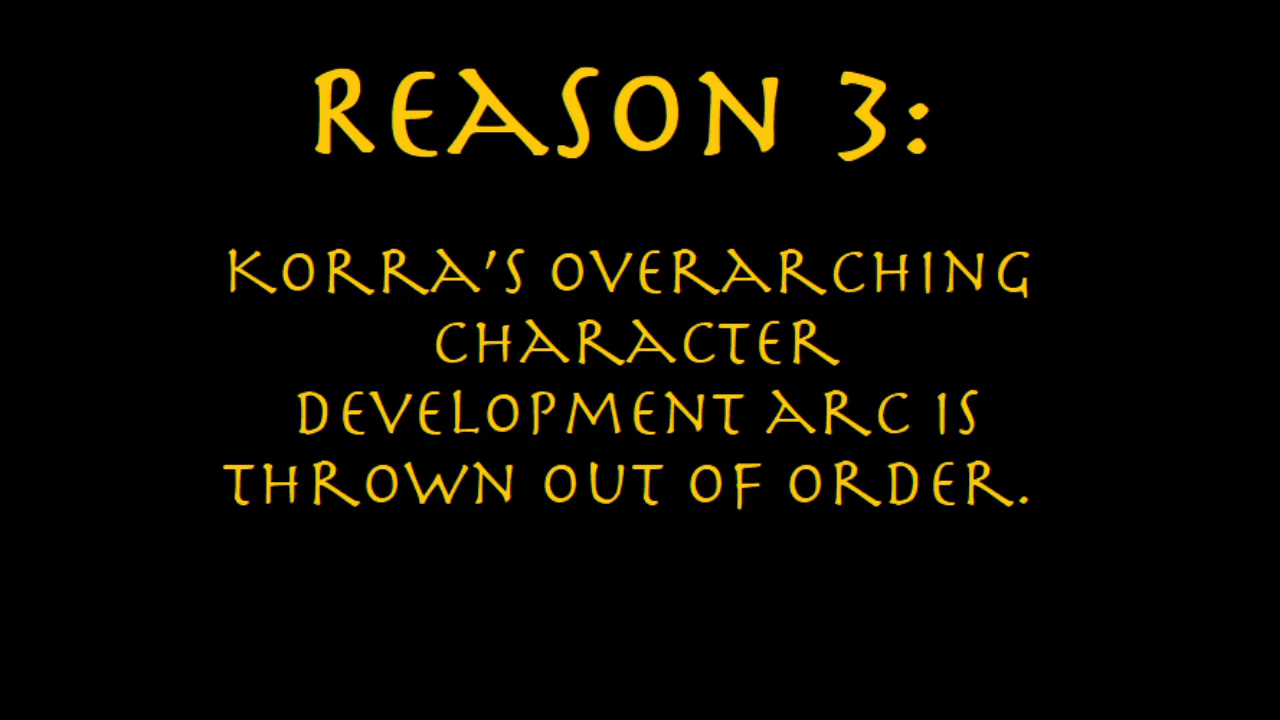 REASON 3:
KORRA'S OVERARCHING
CHARACTER
DEVELOPMENT ARC IS
THROWN OUT OF ORDER.